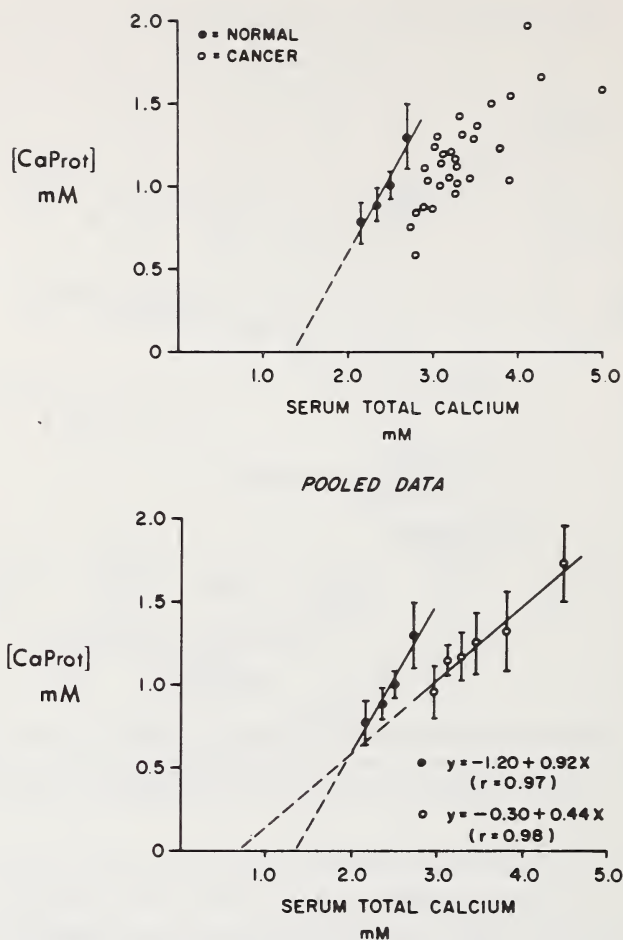 2.0
● = NORMAL
○ = CANCER
1.5
[CaProt]
mM
1.0
0.5
0
1.0 2.0 3.0 4.0 5.0
SERUM TOTAL CALCIUM
mM
POOLED DATA
2.0
1.5
[CaProt]
mM
1.0
0.5
● y = -1.20 + 0.92X
(r = 0.97)
○ y = -0.30 + 0.44X
(r = 0.98)
0
1.0 2.0 3.0 4.0 5.0
SERUM TOTAL CALCIUM
mM